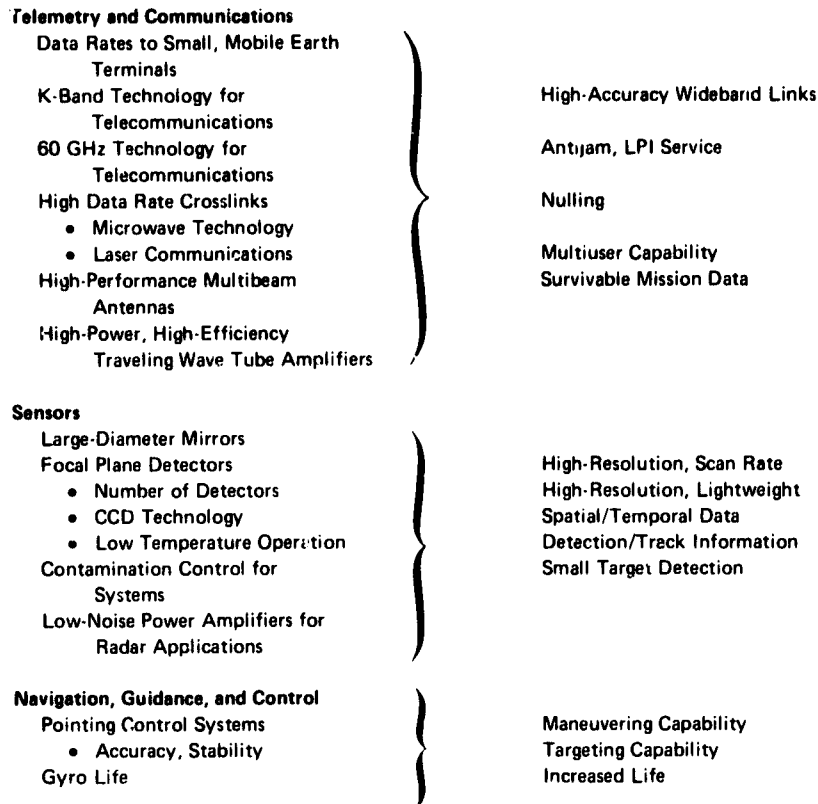 Telemetry and Communications
Data Rates to Small, Mobile Earth
Terminals
K-Band Technology for
Telecommunications
60 GHz Technology for
Telecommunications
High Data Rate Crosslinks
• Microwave Technology
• Laser Communications
High-Performance Multibeam
Antennas
High-Power, High-Efficiency
Traveling Wave Tube Amplifiers
High-Accuracy Wideband Links
Antijam, LPI Service
Nulling
Multiuser Capability
Survivable Mission Data
Sensors
Large-Diameter Mirrors
Focal Plane Detectors
• Number of Detectors
• CCD Technology
• Low Temperature Operation
Contamination Control for
Systems
Low-Noise Power Amplifiers for
Radar Applications
High-Resolution, Scan Rate
High-Resolution, Lightweight
Spatial/Temporal Data
Detection/Track Information
Small Target Detection
Navigation, Guidance, and Control
Pointing Control Systems
• Accuracy, Stability
Gyro Life
Maneuvering Capability
Targeting Capability
Increased Life